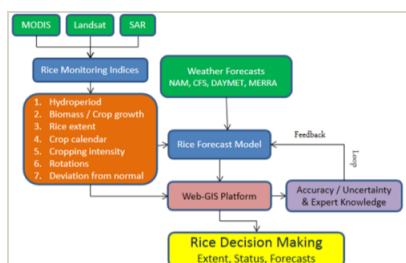 MODIS
Landsat
SAR
Rice Monitoring Indices
Weather Forecasts
NAM, CFS, DAYMET, MERRA
1. Hydroperiod
2. Biomass / Crop growth
3. Rice extent
4. Crop calendar
5. Cropping intensity
6. Rotations
7. Deviation from normal
Rice Forecast Model
Feedback
Loop
Web-GIS Platform
Accuracy / Uncertainty
& Expert Knowledge
Rice Decision Making
Extent, Status, Forecasts